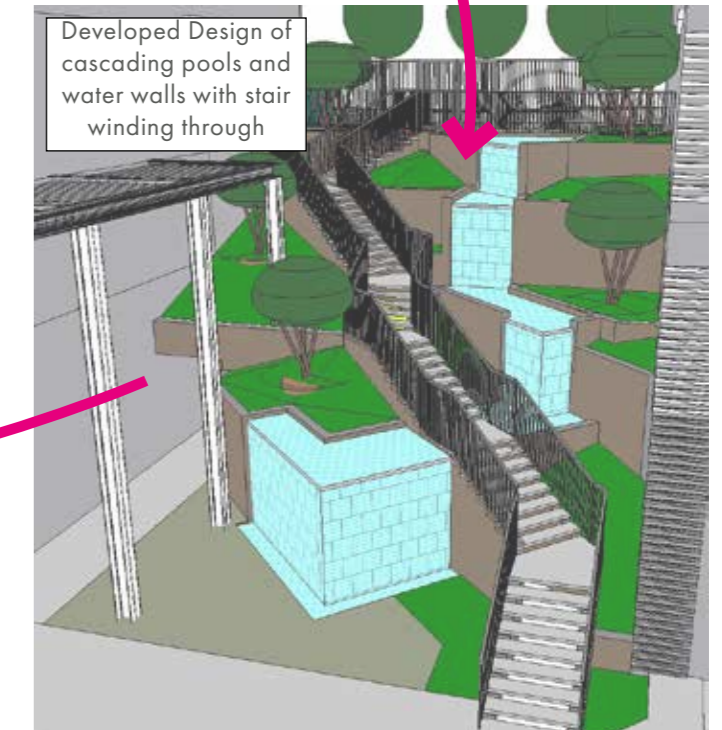 Developed Design of
cascading pools and
water walls with stair
winding through